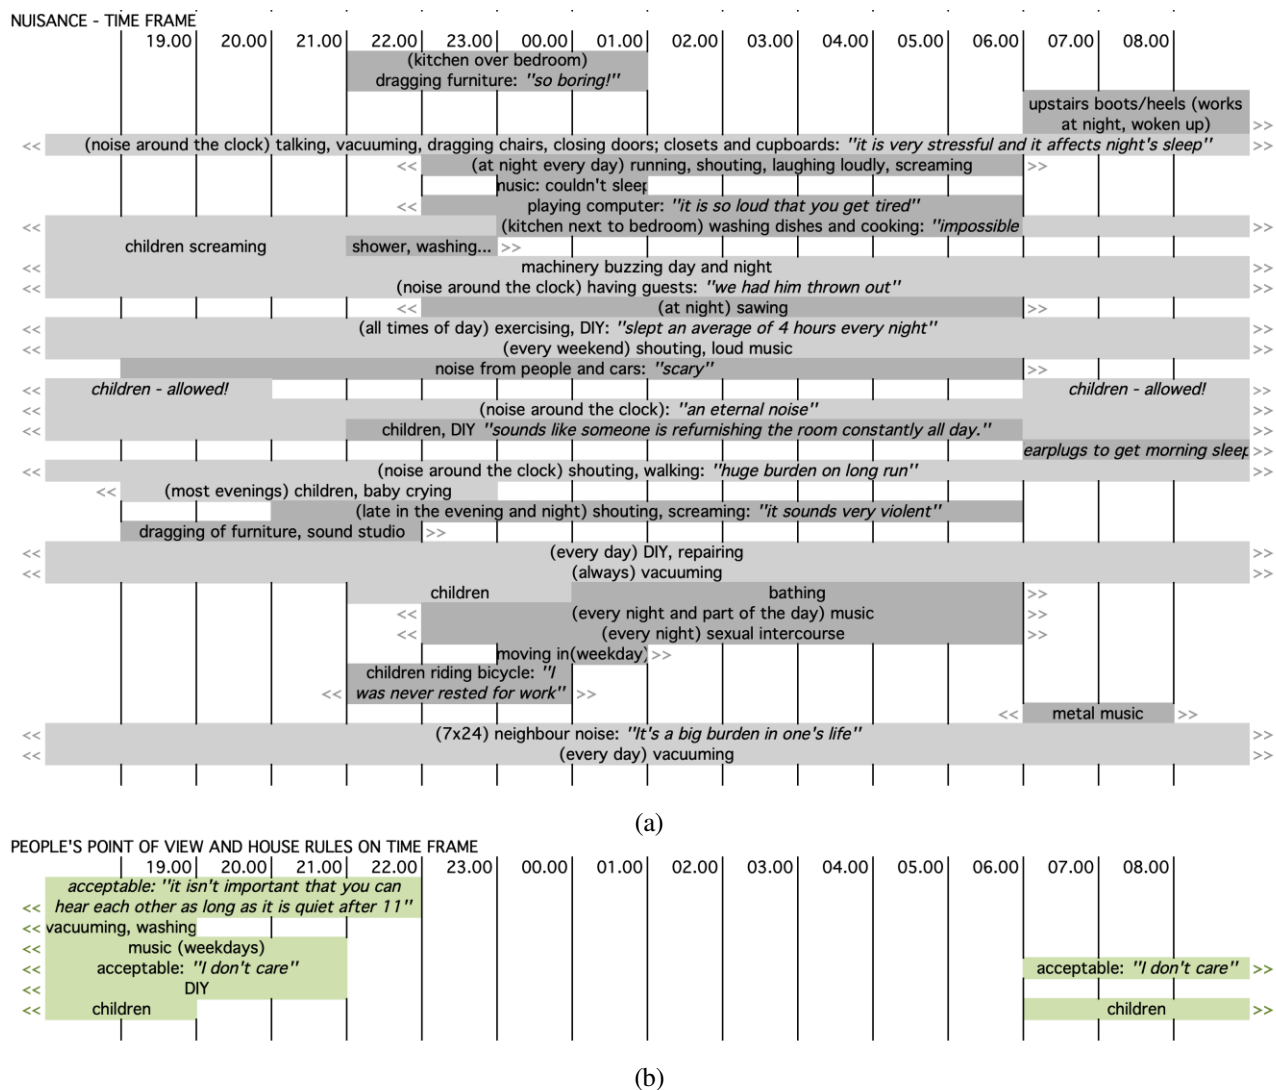 NUISANCE - TIME FRAME
19.00 20.00 21.00 22.00 23.00 00.00 01.00 02.00 03.00 04.00 05.00 06.00 07.00 08.00
(kitchen over bedroom)
dragging furniture: "so boring!"
upstairs boots/heels (works
at night, woken up) >>
<< (noise around the clock) talking, vacuuming, dragging chairs, closing doors; closets and cupboards: "it is very stressful and it affects night's sleep" >>
<< (at night every day) running, shouting, laughing loudly, screaming >>
music: couldn't sleep
<< playing computer: "it is so loud that you get tired"
<< (kitchen next to bedroom) washing dishes and cooking: "impossible >>
children screaming shower, washing... >>
<< machinery buzzing day and night >>
<< (noise around the clock) having guests: "we had him thrown out" >>
<< (at night) sawing >>
<< (all times of day) exercising, DIY: "slept an average of 4 hours every night" >>
<< (every weekend) shouting, loud music >>
noise from people and cars: "scary" >>
<< children - allowed! children - allowed! >>
<< (noise around the clock): "an eternal noise" >>
<< children, DIY "sounds like someone is refurnishing the room constantly all day." >>
earplugs to get morning sleep >>
<< (noise around the clock) shouting, walking: "huge burden on long run" >>
<< (most evenings) children, baby crying
(late in the evening and night) shouting, screaming: "it sounds very violent"
dragging of furniture, sound studio >>
<< (every day) DIY, repairing >>
<< (always) vacuuming >>
children bathing >>
<< (every night and part of the day) music >>
<< (every night) sexual intercourse >>
moving in(weekday) >>
children riding bicycle: "I
<< was never rested for work" >>
<< metal music >>
<< (7x24) neighbour noise: "It's a big burden in one's life" >>
<< (every day) vacuuming >>
(a)
PEOPLE'S POINT OF VIEW AND HOUSE RULES ON TIME FRAME
19.00 20.00 21.00 22.00 23.00 00.00 01.00 02.00 03.00 04.00 05.00 06.00 07.00 08.00
acceptable: "it isn't important that you can
<< hear each other as long as it is quiet after 11"
<< vacuuming, washing
<< music (weekdays)
<< acceptable: "I don't care" acceptable: "I don't care" >>
<< DIY
<< children children >>
(b)